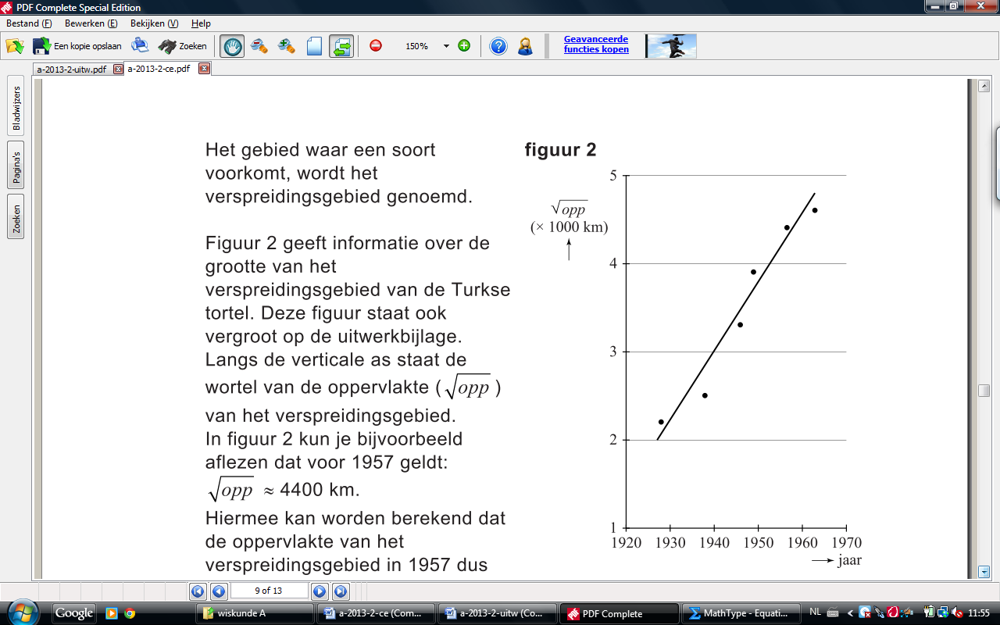 PDF Complete Special Edition
Bestand (F) Bewerken (E) Bekijken (V) Help
Een kopie opslaan Zoeken 150% Geavanceerde
functies kopen
a-2013-2-uitw.pdf a-2013-2-ce.pdf
Bladwijzers
Pagina's
Zoeken
Het gebied waar een soort
voorkomt, wordt het
verspreidingsgebied genoemd.
Figuur 2 geeft informatie over de
grootte van het
verspreidingsgebied van de Turkse
tortel. Deze figuur staat ook
vergroot op de uitwerkbijlage.
Langs de verticale as staat de
wortel van de oppervlakte (√opp)
van het verspreidingsgebied.
In figuur 2 kun je bijvoorbeeld
aflezen dat voor 1957 geldt:
√opp ≈ 4400 km.
Hiermee kan worden berekend dat
de oppervlakte van het
verspreidingsgebied in 1957 dus
figuur 2
√opp
(× 1000 km)
5
4
3
2
1
1920 1930 1940 1950 1960 1970
jaar
9 of 13
Google wiskunde A a-2013-2-ce (Com... a-2013-2-uitw (Co... PDF Complete MathType - Equati... NL 11:55